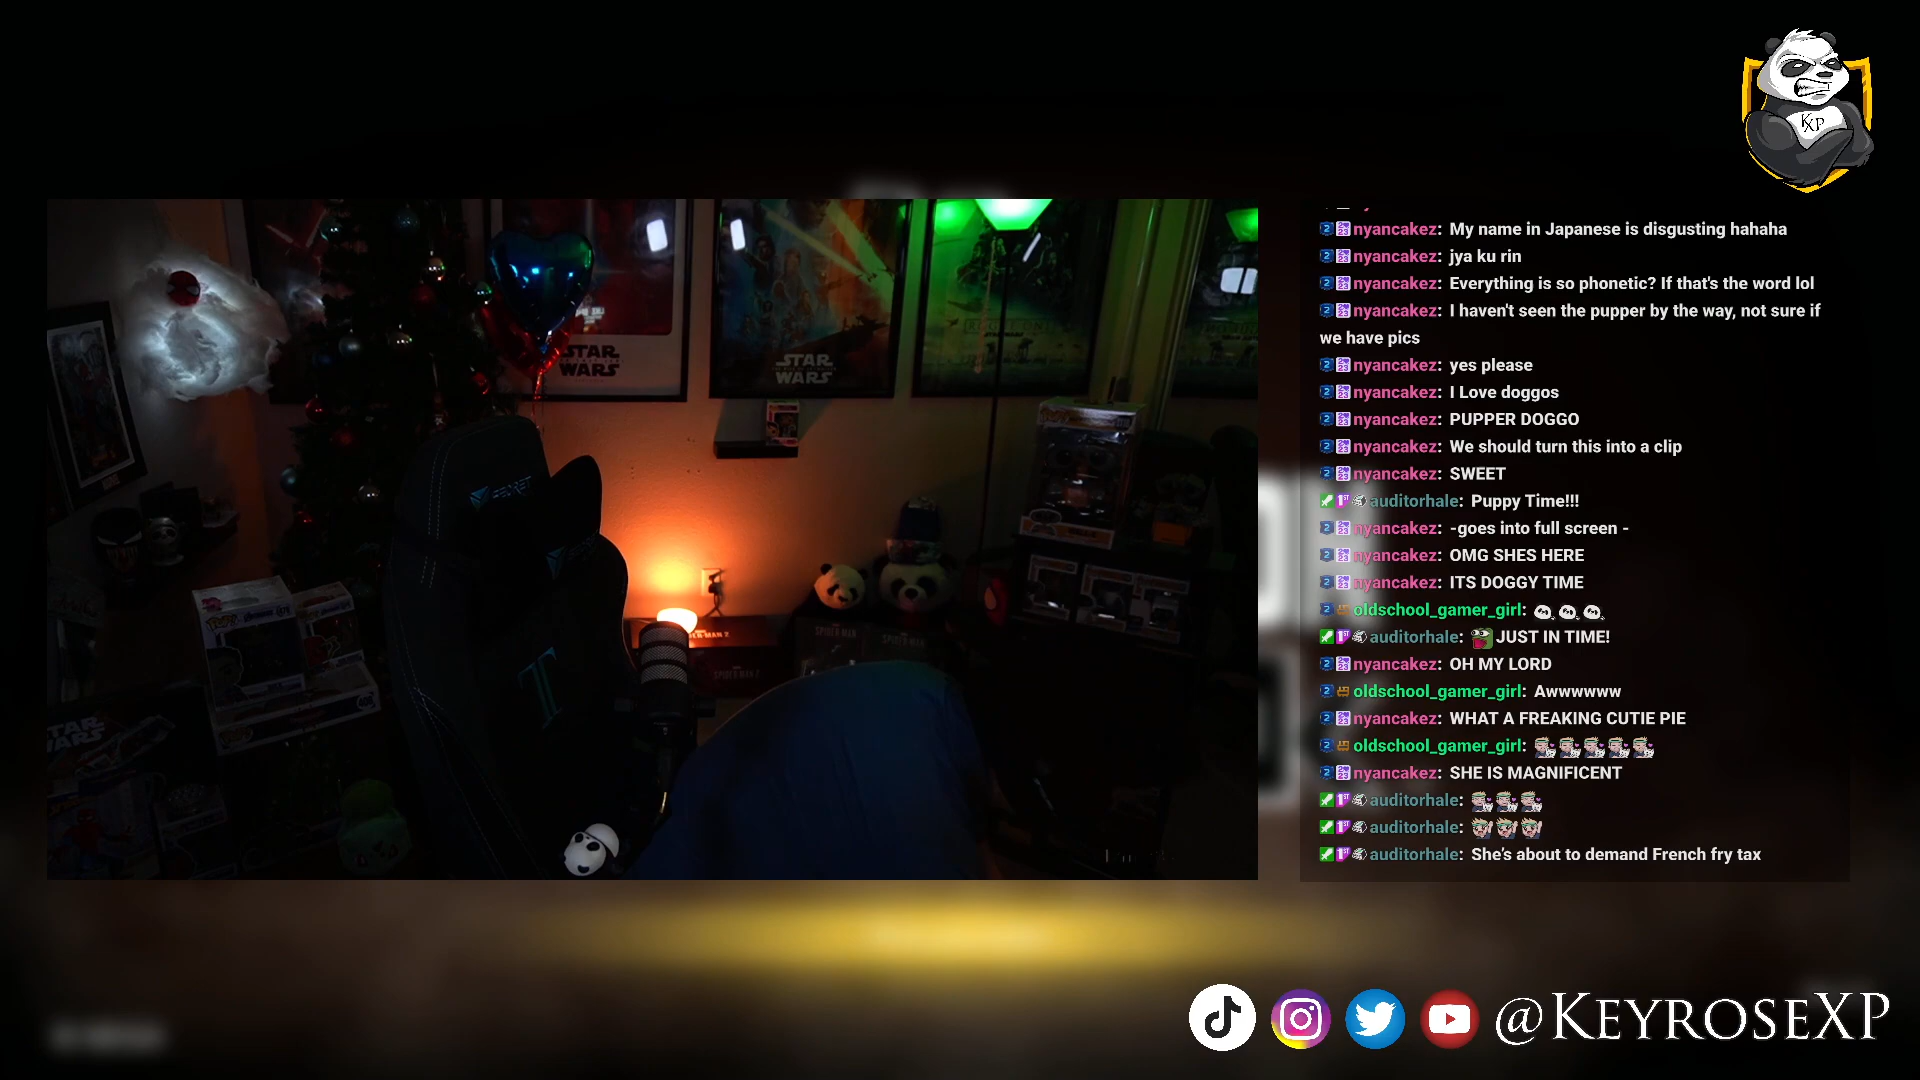 KXP
nyancakez: My name in Japanese is disgusting hahaha
nyancakez: jya ku rin
nyancakez: Everything is so phonetic? If that's the word lol
nyancakez: I haven't seen the pupper by the way, not sure if
we have pics
nyancakez: yes please
nyancakez: I Love doggos
nyancakez: PUPPER DOGGO
nyancakez: We should turn this into a clip
nyancakez: SWEET
auditorhale: Puppy Time!!!
nyancakez: -goes into full screen -
nyancakez: OMG SHES HERE
nyancakez: ITS DOGGY TIME
oldschool_gamer_girl:
auditorhale: JUST IN TIME!
nyancakez: OH MY LORD
oldschool_gamer_girl: Awwwwww
nyancakez: WHAT A FREAKING CUTIE PIE
oldschool_gamer_girl:
nyancakez: SHE IS MAGNIFICENT
auditorhale:
auditorhale:
auditorhale: She's about to demand French fry tax
STAR
WARS
STAR
WARS
@KEYROSEXP